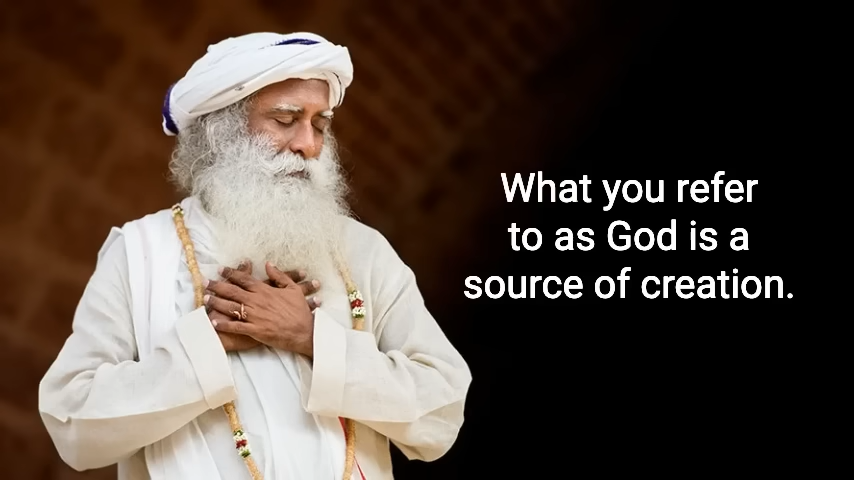 What you refer
to as God is a
source of creation.